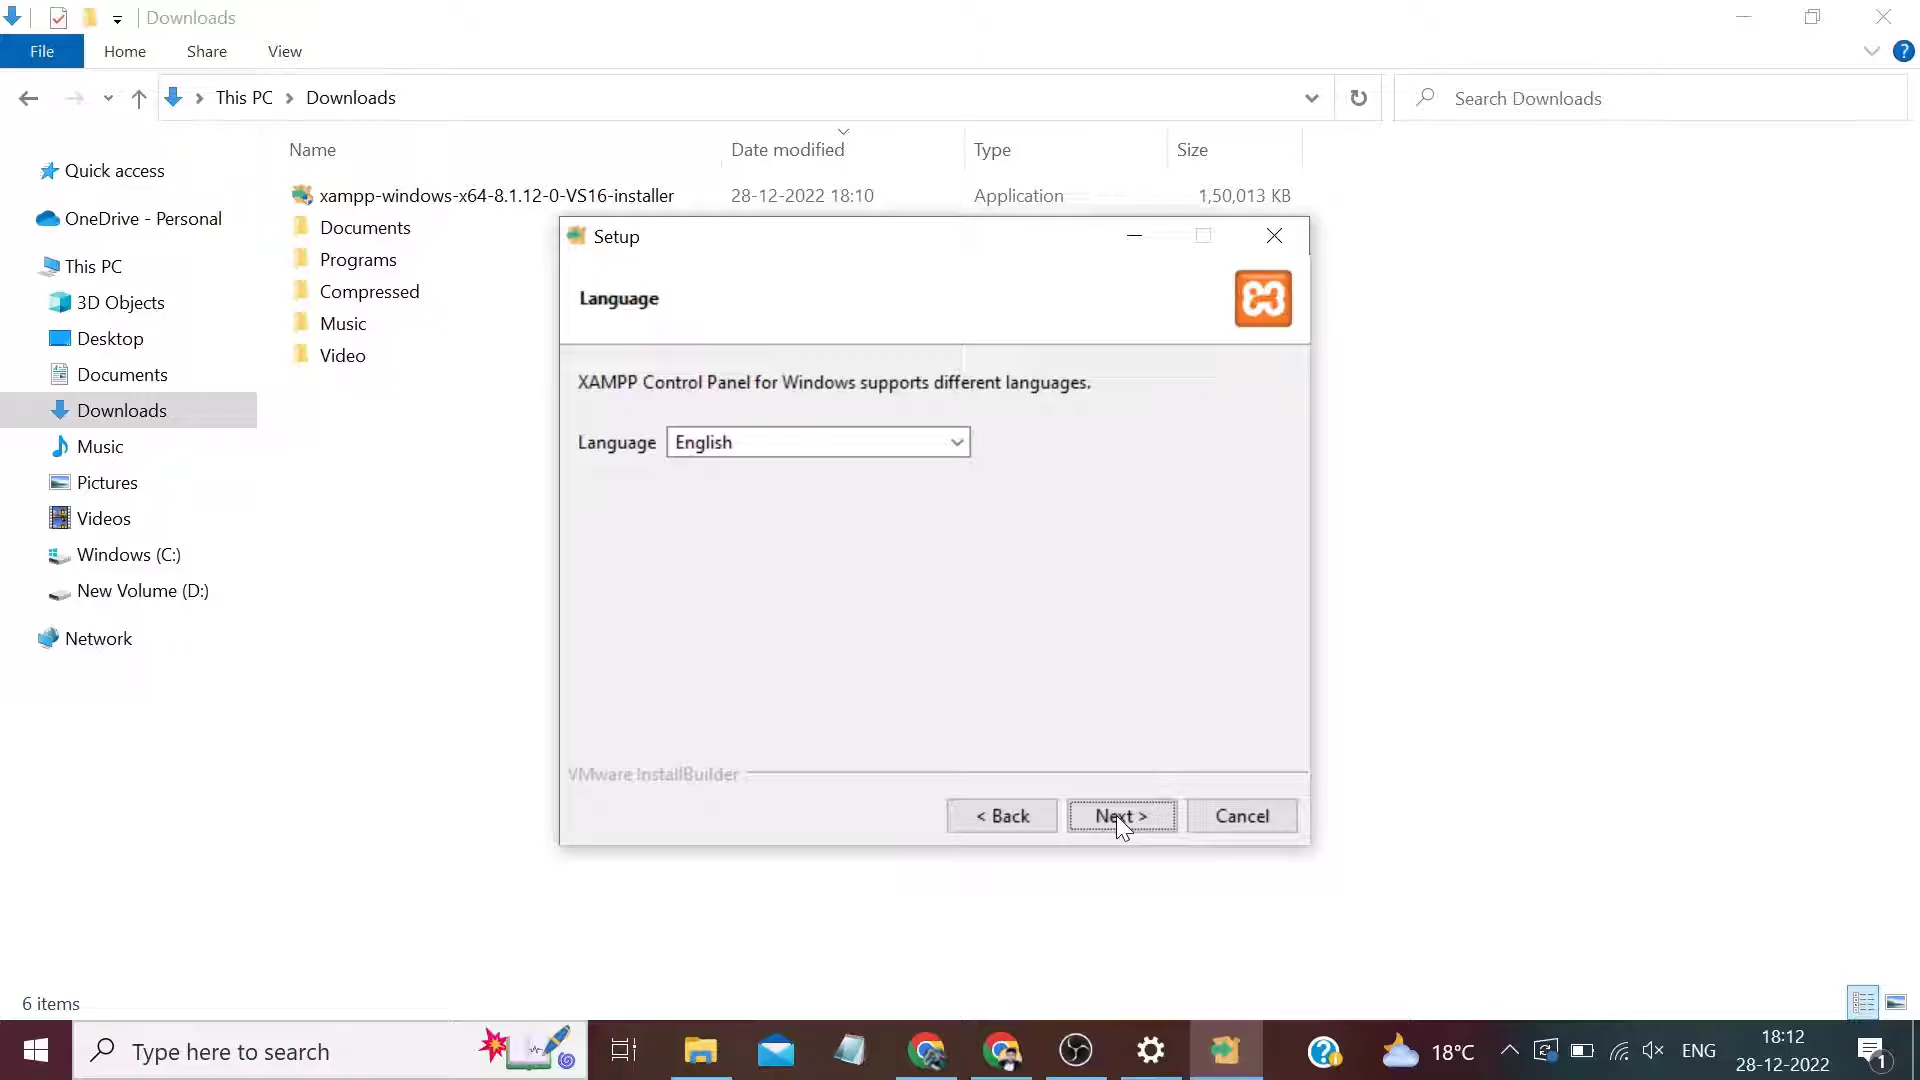 Downloads
File Home Share View
This PC Downloads
Search Downloads
Name Date modified Type Size
xampp-windows-x64-8.1.12-0-VS16-installer 28-12-2022 18:10 Application 1,50,013 KB
Documents
Programs
Compressed
Music
Video
Quick access
OneDrive - Personal
This PC
3D Objects
Desktop
Documents
Downloads
Music
Pictures
Videos
Windows (C:)
New Volume (D:)
Network
Setup
Language
XAMPP Control Panel for Windows supports different languages.
Language English
VMware InstallBuilder
< Back Next > Cancel
6 items
Type here to search
18°C
ENG
18:12
28-12-2022
1